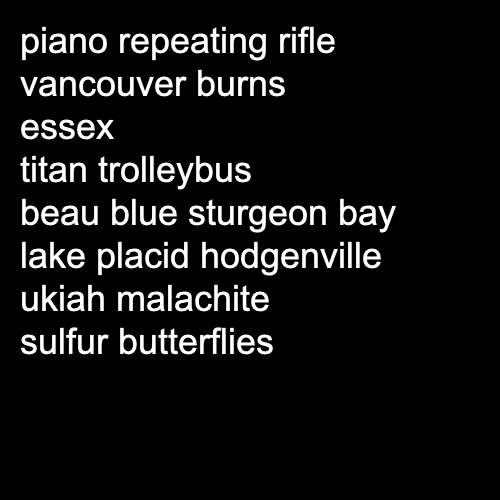 piano repeating rifle
vancouver burns
essex
titan trolleybus
beau blue sturgeon bay
lake placid hodgenville
ukiah malachite
sulfur butterflies